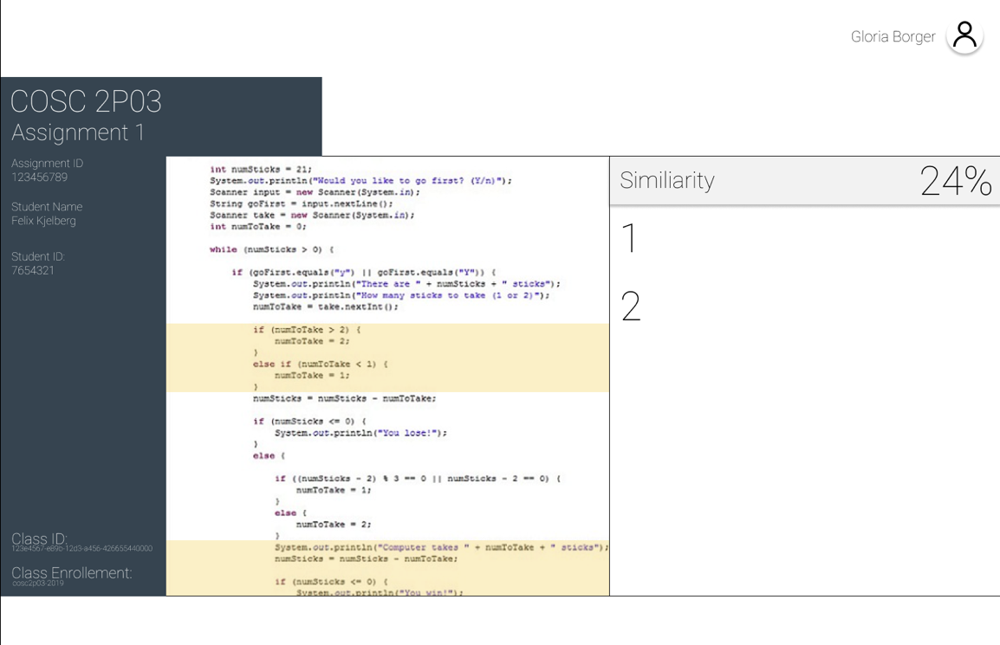 Gloria Borger
COSC 2P03
Assignment 1
Assignment ID
123456789
Student Name
Felix Kjelberg
Student ID:
7654321
Class ID:
123e4567-e89b-12d3-a456-426655440000
Class Enrollement:
cosc2p03-2019
int numSticks = 21;
System.out.println("Would you like to go first? (Y/n)");
Scanner input = new Scanner(System.in);
String goFirst = input.nextLine();
Scanner take = new Scanner(System.in);
int numToTake = 0;
while (numSticks > 0) {
if (goFirst.equals("y") || goFirst.equals("Y")) {
System.out.println("There are " + numSticks + " sticks");
System.out.println("How many sticks to take (1 or 2)");
numToTake = take.nextInt();
if (numToTake > 2) {
numToTake = 2;
}
else if (numToTake < 1) {
numToTake = 1;
}
numSticks = numSticks - numToTake;
if (numSticks <= 0) {
System.out.println("You lose!");
}
else {
if ((numSticks - 2) % 3 == 0 || numSticks - 2 == 0) {
numToTake = 1;
}
else {
numToTake = 2;
}
System.out.println("Computer takes " + numToTake + " sticks");
numSticks = numSticks - numToTake;
if (numSticks <= 0) {
System.out.println("You win!");
Similiarity
24%
1
2